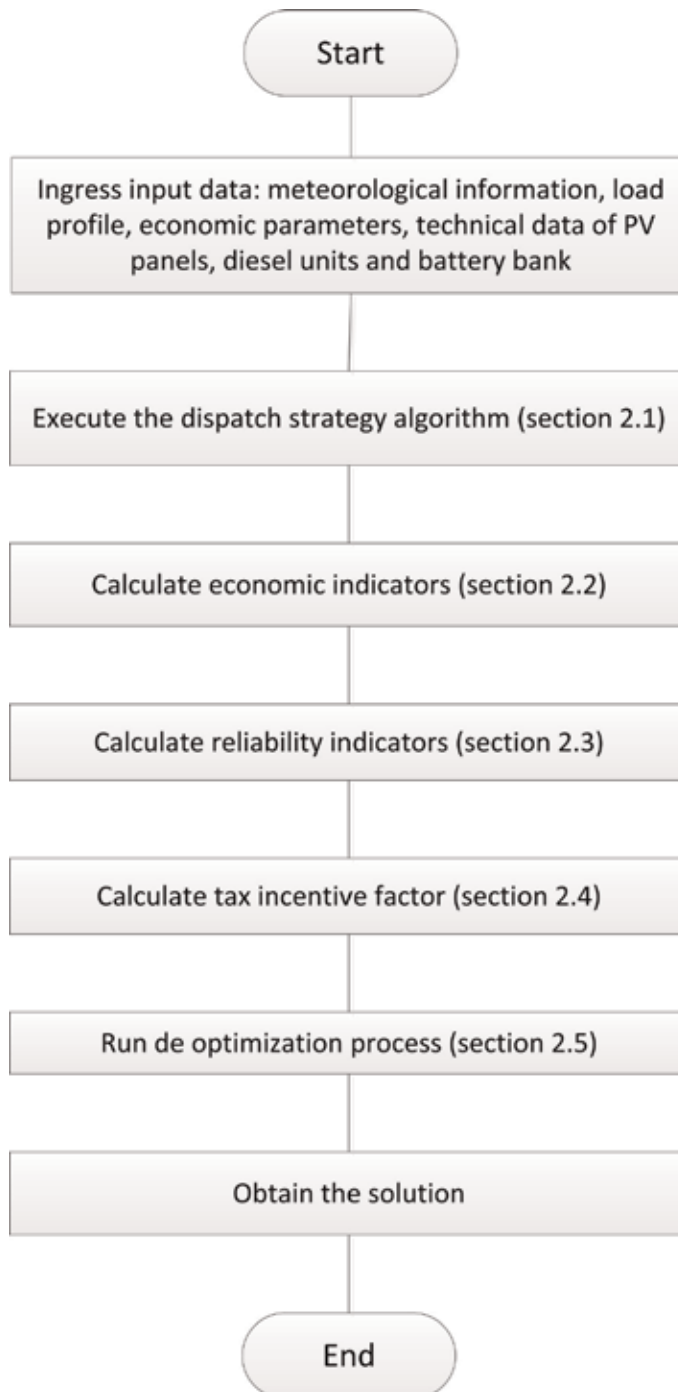 Start
Ingress input data: meteorological information, load
profile, economic parameters, technical data of PV
panels, diesel units and battery bank
Execute the dispatch strategy algorithm (section 2.1)
Calculate economic indicators (section 2.2)
Calculate reliability indicators (section 2.3)
Calculate tax incentive factor (section 2.4)
Run de optimization process (section 2.5)
Obtain the solution
End